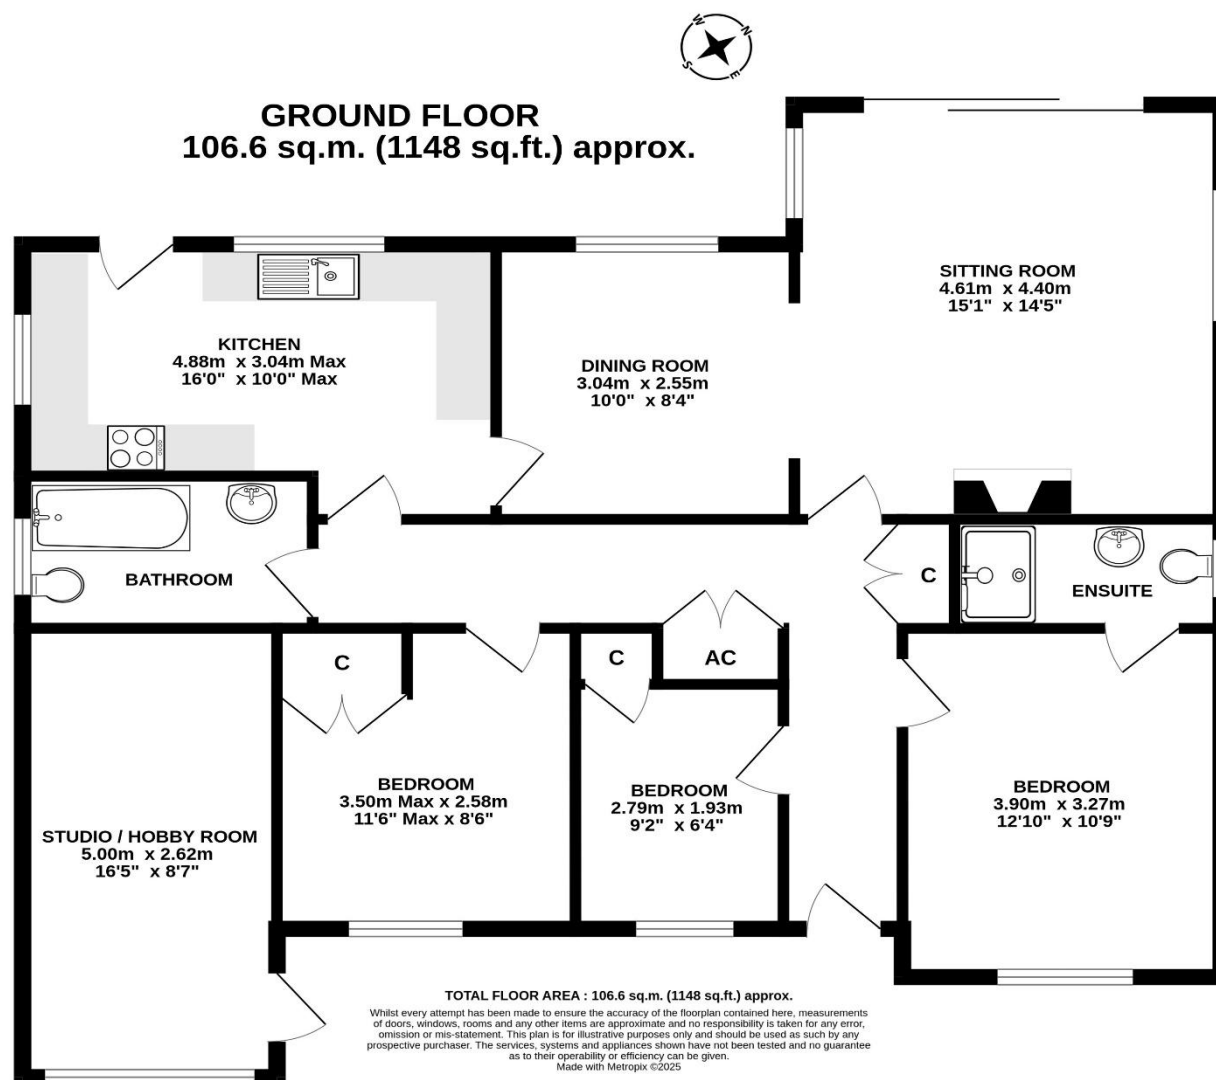 W
N
S
E
GROUND FLOOR
106.6 sq.m. (1148 sq.ft.) approx.
SITTING ROOM
4.61m x 4.40m
15'1" x 14'5"
KITCHEN
4.88m x 3.04m Max
16'0" x 10'0" Max
DINING ROOM
3.04m x 2.55m
10'0" x 8'4"
BATHROOM
C
ENSUITE
C
C
AC
BEDROOM
3.50m Max x 2.58m
11'6" Max x 8'6"
BEDROOM
2.79m x 1.93m
9'2" x 6'4"
BEDROOM
3.90m x 3.27m
12'10" x 10'9"
STUDIO / HOBBY ROOM
5.00m x 2.62m
16'5" x 8'7"
TOTAL FLOOR AREA : 106.6 sq.m. (1148 sq.ft.) approx.
Whilst every attempt has been made to ensure the accuracy of the floorplan contained here, measurements
of doors, windows, rooms and any other items are approximate and no responsibility is taken for any error,
omission or mis-statement. This plan is for illustrative purposes only and should be used as such by any
prospective purchaser. The services, systems and appliances shown have not been tested and no guarantee
as to their operability or efficiency can be given.
Made with Metropix ©2025